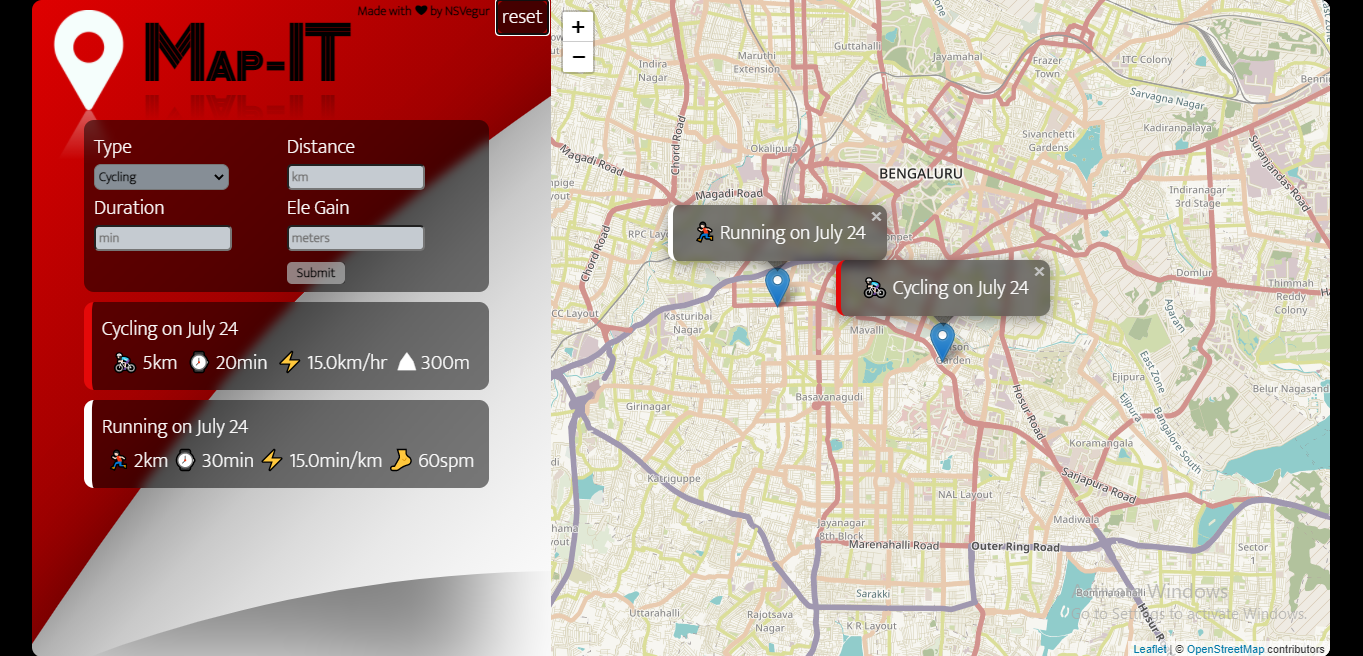 Made with ❤ by NSVegur
reset
Map-IT
Type
Distance
Cycling
km
Duration
Ele Gain
min
meters
Submit
Cycling on July 24
5km 20min 15.0km/hr 300m
Running on July 24
2km 30min 15.0min/km 60spm
+
−
Guttahalli
Jayamahal
ITC Colony
Maruthi
Extension
Frazer
Town
Indira
Nagar
Sarvagna Nagar
Kadiranpalaya
Sivanchetti
Gardens
Chord Road
Okalipura
Magadi Road
BENGALURU
Suranjandas Road
Indiranagar
3rd Stage
Magadi Road
×
Running on July 24
RPC Layout
Chord Road
×
Cycling on July 24
Domlur
Thimmah
Reddy
Colony
CC Layout
Kasturibai
Nagar
Mavalli
Agaram
East Zone
Ejipura
Ejipura
Belur Nagasandra
Basavanagudi
Girinagar
Hosur Road
Bangalore South
Koramangala
Katriguppe
Sarjapura Road
NAL Layout
Jayanagar
8th Block
Madiwala
Marenahalli Road
Outer Ring Road
Sector
Sarakki
Bommanahalli
Activate Windows
Go to Settings to activate Windows.
Uttarahalli
Rajotsava
Nagar
K R Layout
Hosur R
Leaflet | © OpenStreetMap contributors